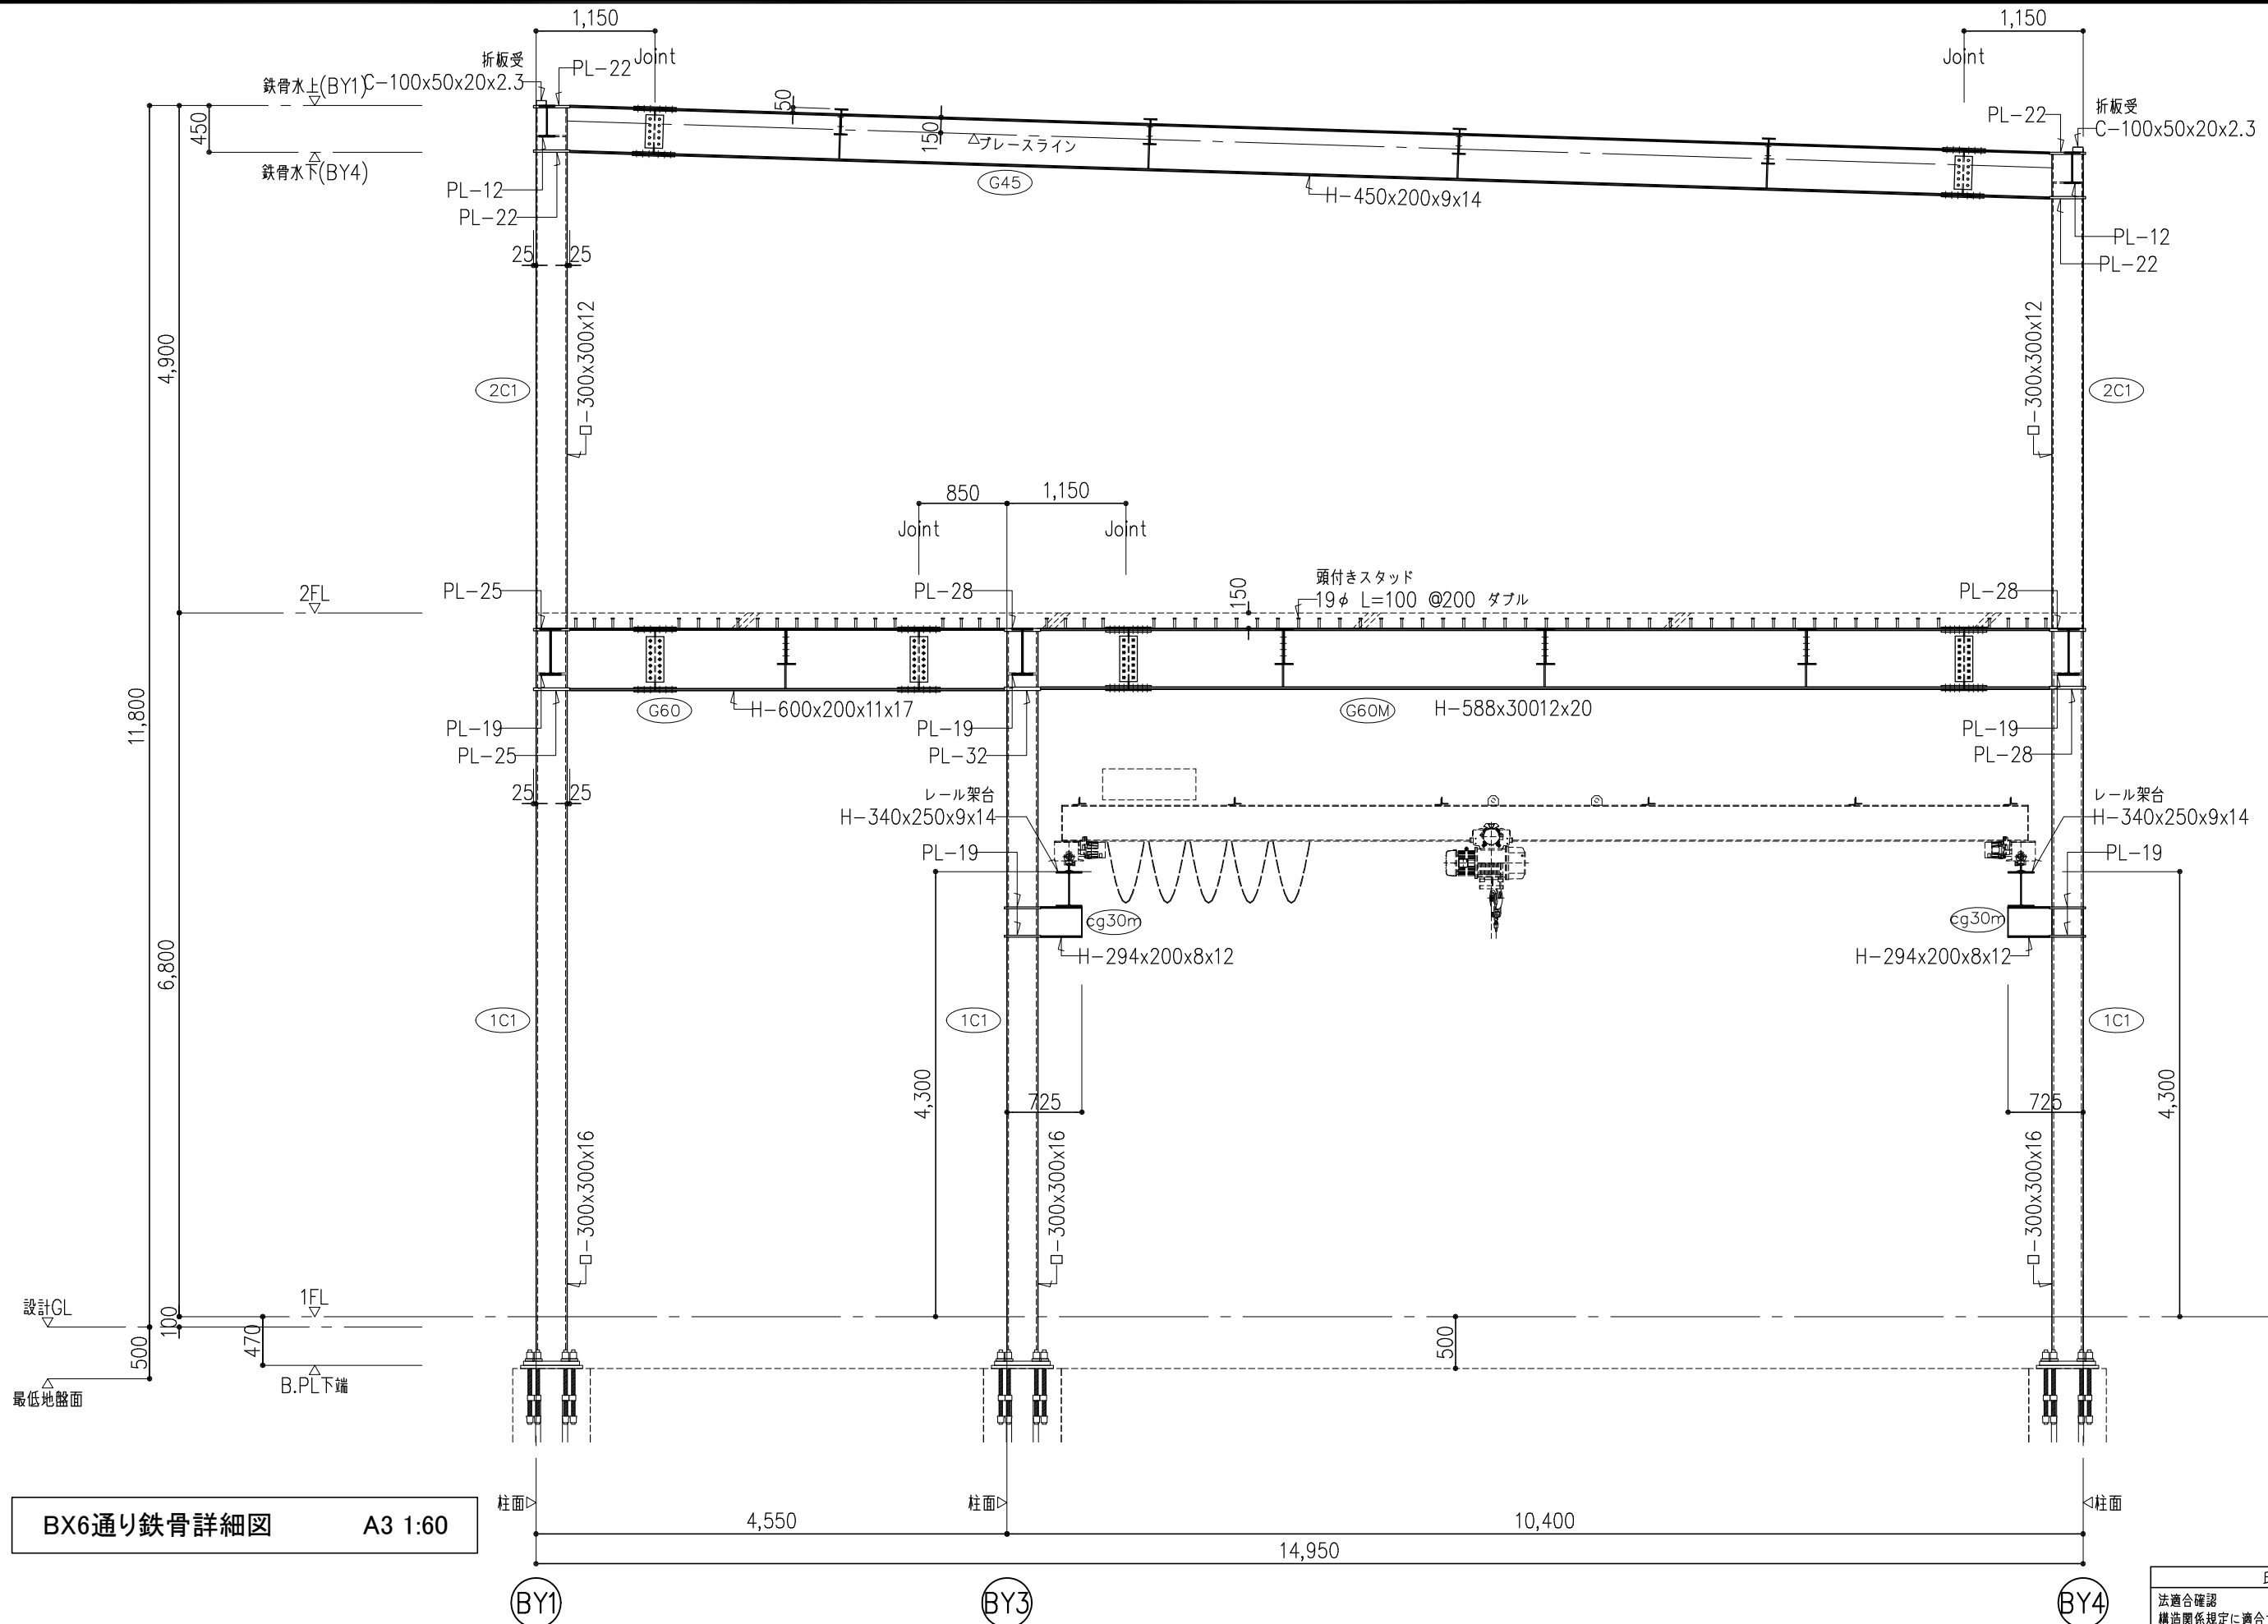 1,150
1,150
折板受
Joint
Joint
PL-22
鉄骨水上(BY1)
C-100x50x20x2.3
50
450
150
ブレースライン
PL-22
折板受
C-100x50x20x2.3
鉄骨水下(BY4)
PL-12
G45
H-450x200x9x14
PL-22
PL-12
25
25
PL-22
□-300x300x12
□-300x300x12
4,900
2C1
2C1
850
1,150
Joint
Joint
2FL
PL-25
PL-28
150
頭付きスタッド
19φ L=100 @200 ダブル
PL-28
11,800
G60
H-600x200x11x17
G60M
H-588x30012x20
PL-19
PL-19
PL-19
PL-25
PL-32
PL-28
25
25
レール架台
H-340x250x9x14
レール架台
H-340x250x9x14
PL-19
PL-19
cg30m
cg30m
H-294x200x8x12
H-294x200x8x12
6,800
1C1
1C1
1C1
4,300
725
725
4,300
□-300x300x16
□-300x300x16
□-300x300x16
設計GL
1FL
100
500
470
500
B.PL下端
最低地盤面
柱面
柱面
柱面
BX6通り鉄骨詳細図 A3 1:60
4,550
10,400
14,950
BY1
BY3
BY4
法適合確認
構造関係規定に適合